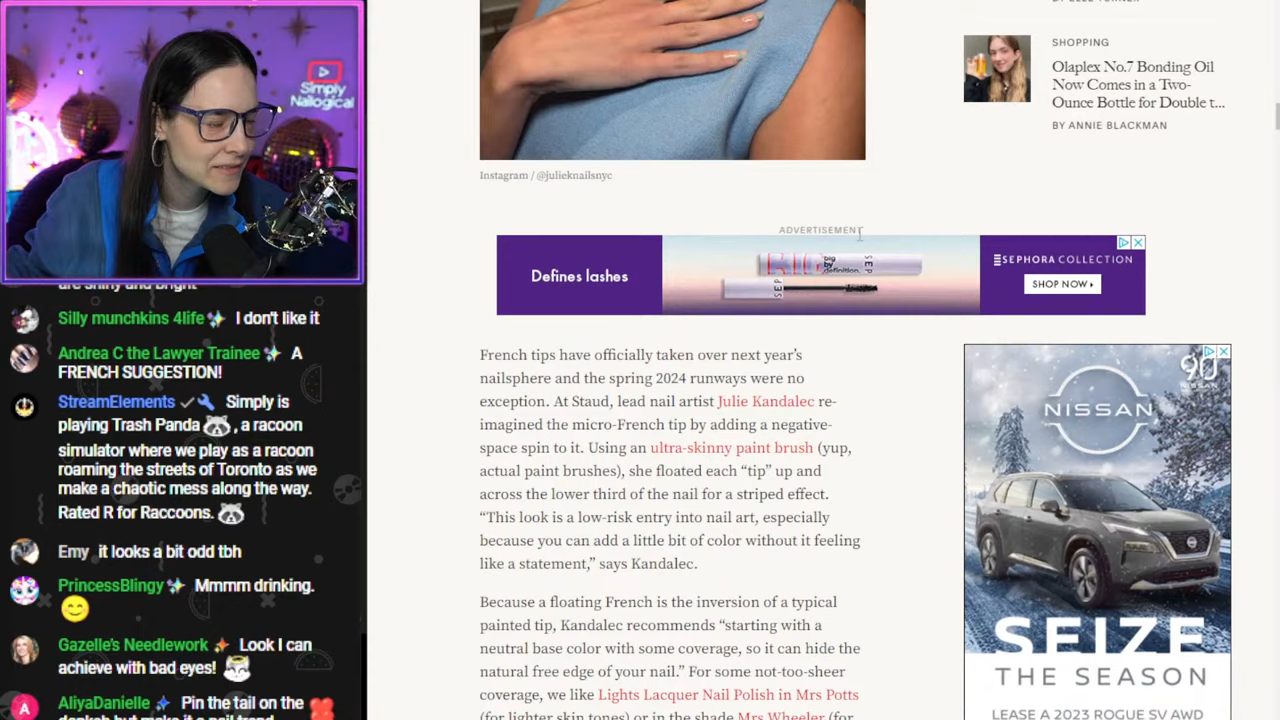 Simply
Nailogical
are shiny and bright
Silly munchkins 4life I don't like it
Andrea C the Lawyer Trainee A
FRENCH SUGGESTION!
StreamElements Simply is
playing Trash Panda , a racoon
simulator where we play as a racoon
roaming the streets of Toronto as we
make a chaotic mess along the way.
Rated R for Raccoons.
Emy it looks a bit odd tbh
PrincessBlingy Mmmm drinking.
Gazelle's Needlework Look I can
achieve with bad eyes!
A
AliyaDanielle Pin the tail on the
Instagram / @julieknailsnyc
ADVERTISEMENT
Defines lashes
big
by
definition.
SEP
SEPHORA COLLECTION
SHOP NOW
French tips have officially taken over next year's
nailsphere and the spring 2024 runways were no
exception. At Staud, lead nail artist Julie Kandalec re-
imagined the micro-French tip by adding a negative-
space spin to it. Using an ultra-skinny paint brush (yup,
actual paint brushes), she floated each “tip” up and
across the lower third of the nail for a striped effect.
“This look is a low-risk entry into nail art, especially
because you can add a little bit of color without it feeling
like a statement,” says Kandalec.
Because a floating French is the inversion of a typical
painted tip, Kandalec recommends “starting with a
neutral base color with some coverage, so it can hide the
natural free edge of your nail.” For some not-too-sheer
coverage, we like Lights Lacquer Nail Polish in Mrs Potts
(for lighter skin tones) or in the shade Mrs Wheeler (for
SHOPPING
Olaplex No.7 Bonding Oil
Now Comes in a Two-
Ounce Bottle for Double t...
BY ANNIE BLACKMAN
90
NISSAN
SEIZE
THE SEASON
LEASE A 2023 ROGUE SV AWD